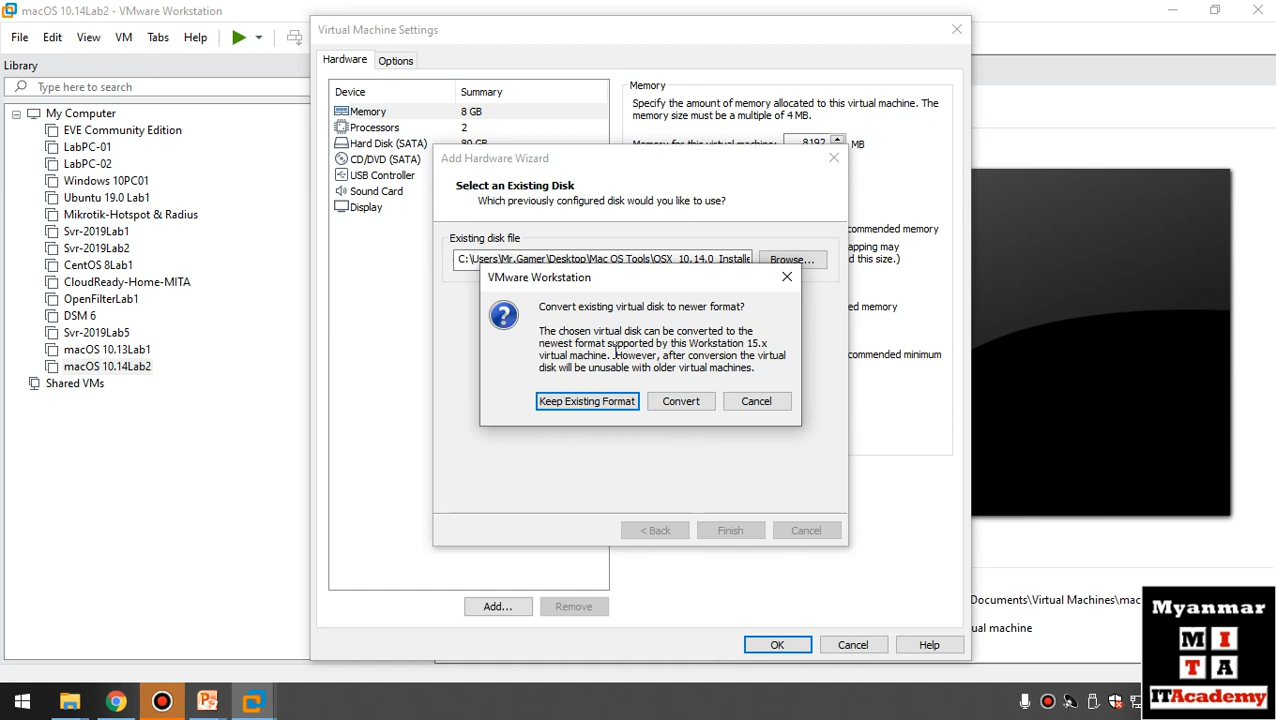 macOS 10.14Lab2 - VMware Workstation
File Edit View VM Tabs Help
Library
Type here to search
My Computer
EVE Community Edition
LabPC-01
LabPC-02
Windows 10PC01
Ubuntu 19.0 Lab1
Mikrotik-Hotspot & Radius
Svr-2019Lab1
Svr-2019Lab2
CentOS 8Lab1
CloudReady-Home-MITA
OpenFilterLab1
DSM 6
Svr-2019Lab5
macOS 10.13Lab1
macOS 10.14Lab2
Shared VMs
Virtual Machine Settings
Hardware Options
Device Summary
Memory 8 GB
Processors 2
Hard Disk (SATA) 80 GB
CD/DVD (SATA)
USB Controller
Sound Card
Display
Add... Remove
Memory
Specify the amount of memory allocated to this virtual machine. The
memory size must be a multiple of 4 MB.
Memory for this virtual machine: 8192 MB
commended memory
apping may
d this size.)
ed memory
commended minimum
Add Hardware Wizard
Select an Existing Disk
Which previously configured disk would you like to use?
Existing disk file
C:\Users\Mr.Gamer\Desktop\Mac OS Tools\OSX_10.14.0_Installe Browse...
VMware Workstation
Convert existing virtual disk to newer format?
The chosen virtual disk can be converted to the
newest format supported by this Workstation 15.x
virtual machine. However, after conversion the virtual
disk will be unusable with older virtual machines.
Keep Existing Format Convert Cancel
< Back Finish Cancel
OK Cancel Help
Documents\Virtual Machines\mac
ual machine
Myanmar
M I
T A
ITAcademy